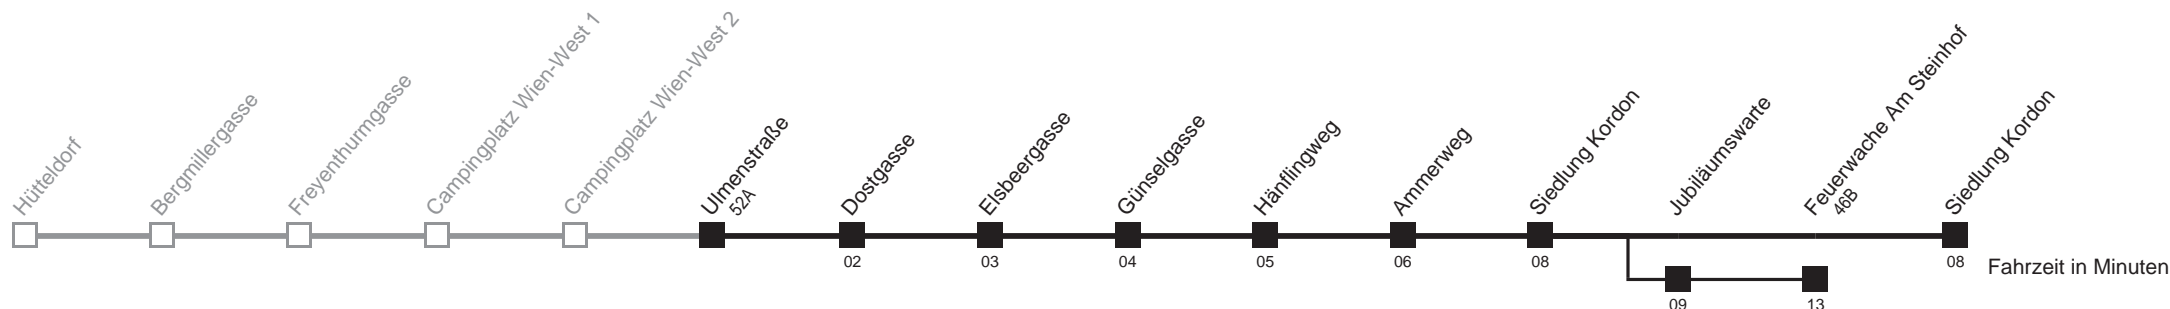 Hütteldorf
Bergmillergasse
Freyenthurmgasse
Campingplatz Wien-West 1
Campingplatz Wien-West 2
Ulmenstraße
52A
Dostgasse
Elsbeergasse
Günselgasse
Hänflingweg
Ammerweg
Siedlung Kordon
Jubiläumswarte
Feuerwache Am Steinhof
46B
Siedlung Kordon
02
03
04
05
06
08
08
Fahrzeit in Minuten
09
13